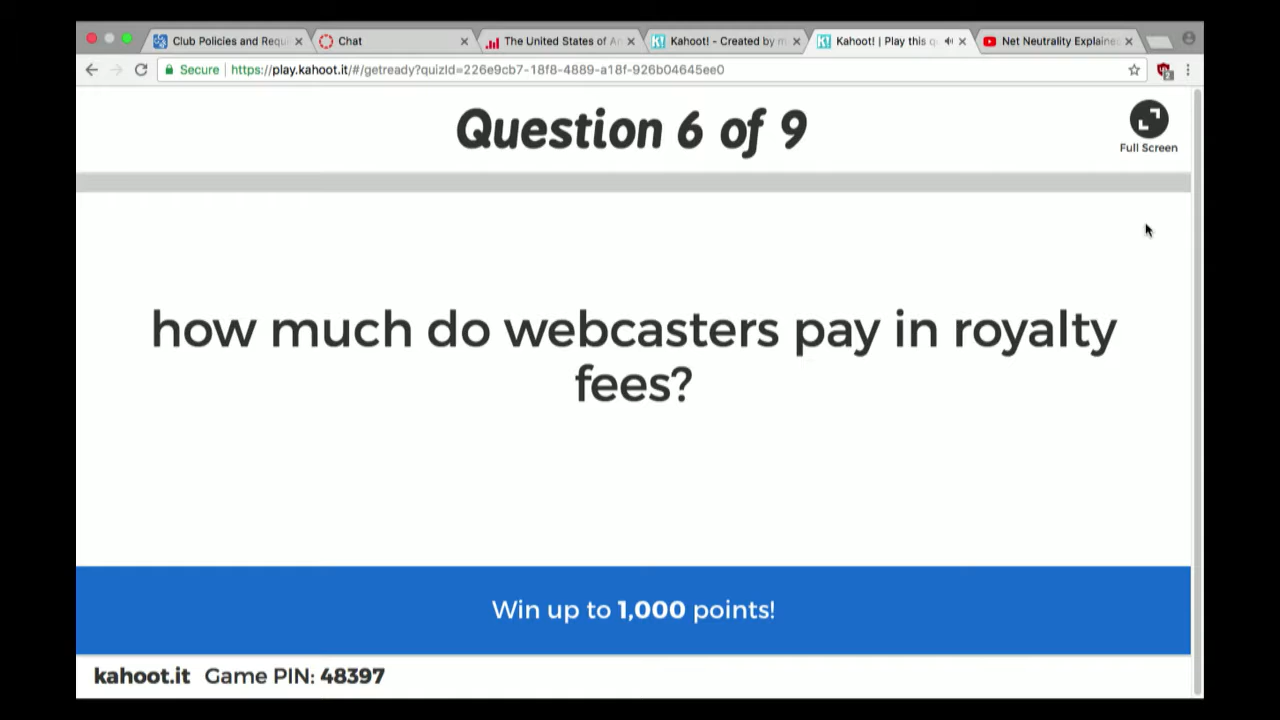 Club Policies and Requi
Chat
The United States of Am
Kahoot! - Created by m
Kahoot! | Play this q
Net Neutrality Explaine
Secure https://play.kahoot.it/#/getready?quizId=226e9cb7-18f8-4889-a18f-926b04645ee0
Question 6 of 9
Full Screen
how much do webcasters pay in royalty
fees?
Win up to 1,000 points!
kahoot.it Game PIN: 48397